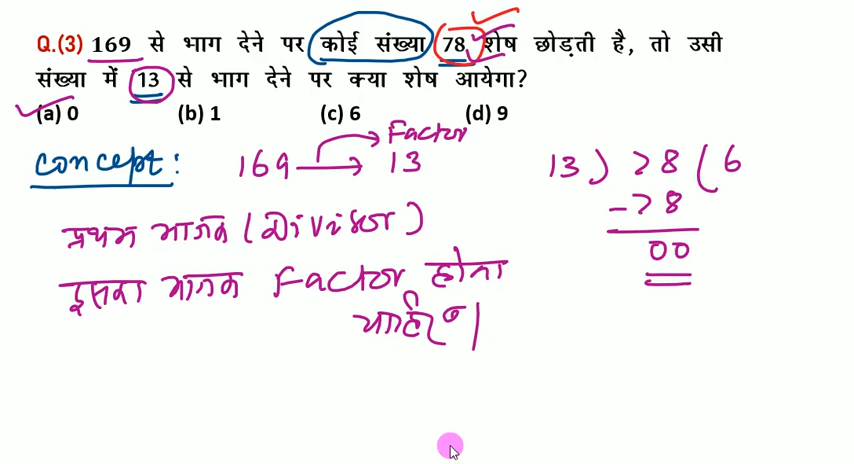 Q.(3) 169 से भाग देने पर कोई संख्या 78 शेष छोड़ती है, तो उसी
संख्या में 13 से भाग देने पर क्या शेष आयेगा?
(a) 0 (b) 1 (c) 6 (d) 9
Factor
Concept: 169 → 13
13 ) 78 ( 6
- 78
00
प्रथम भाजक (Divisor)
दूसरा भाजक Factor होना
चाहिए।